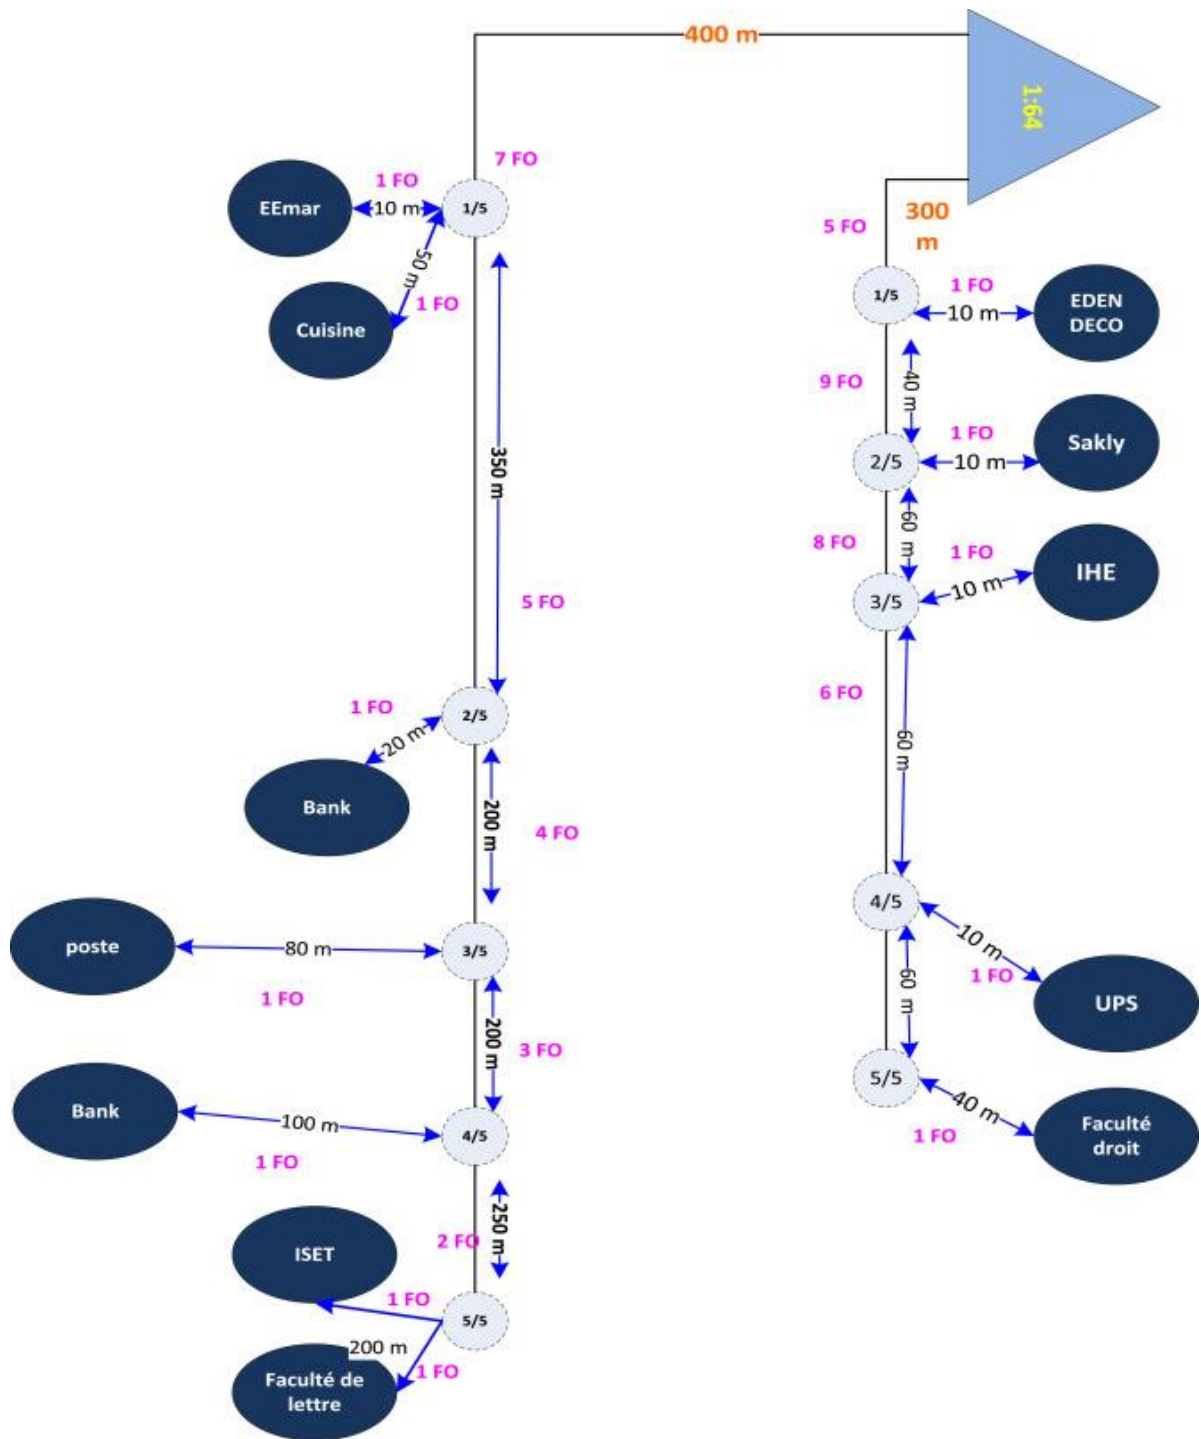 400 m
1:64
7 FO
1 FO
EEmar
10 m
1/5
50 m
1 FO
Cuisine
5 FO
300
m
1/5
1 FO
10 m
EDEN
DECO
9 FO
40 m
1 FO
2/5
10 m
Sakly
350 m
8 FO
60 m
1 FO
3/5
10 m
IHE
5 FO
6 FO
60 m
1 FO
2/5
20 m
Bank
200 m
4 FO
4/5
10 m
1 FO
UPS
poste
80 m
3/5
1 FO
60 m
200 m
3 FO
5/5
40 m
1 FO
Faculté
droit
Bank
100 m
4/5
1 FO
250 m
2 FO
ISET
1 FO
5/5
200 m
1 FO
Faculté de
lettre